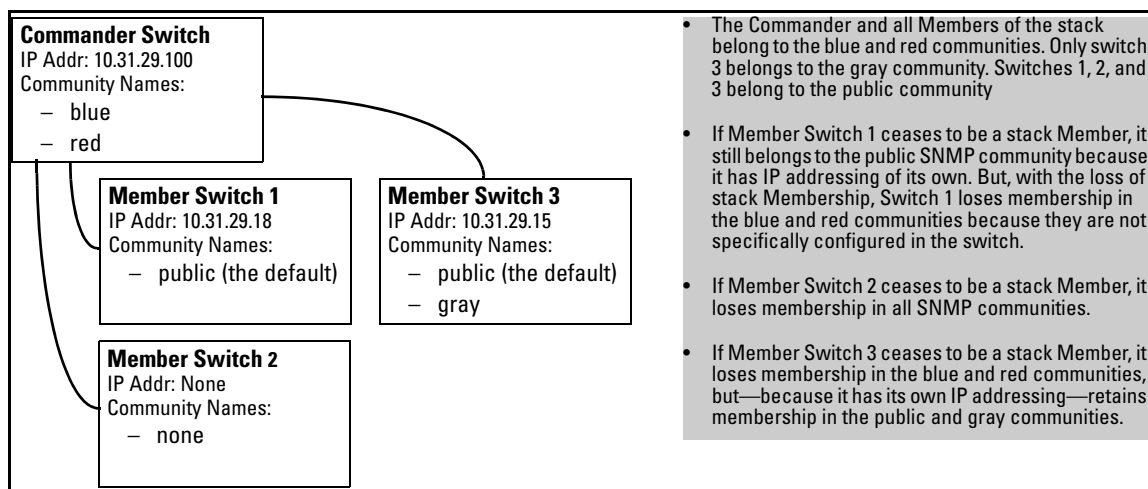 Commander Switch
IP Addr: 10.31.29.100
Community Names:
– blue
– red
Member Switch 1
IP Addr: 10.31.29.18
Community Names:
– public (the default)
Member Switch 3
IP Addr: 10.31.29.15
Community Names:
– public (the default)
– gray
Member Switch 2
IP Addr: None
Community Names:
– none
• The Commander and all Members of the stack
belong to the blue and red communities. Only switch
3 belongs to the gray community. Switches 1, 2, and
3 belong to the public community
• If Member Switch 1 ceases to be a stack Member, it
still belongs to the public SNMP community because
it has IP addressing of its own. But, with the loss of
stack Membership, Switch 1 loses membership in
the blue and red communities because they are not
specifically configured in the switch.
• If Member Switch 2 ceases to be a stack Member, it
loses membership in all SNMP communities.
• If Member Switch 3 ceases to be a stack Member, it
loses membership in the blue and red communities,
but—because it has its own IP addressing—retains
membership in the public and gray communities.